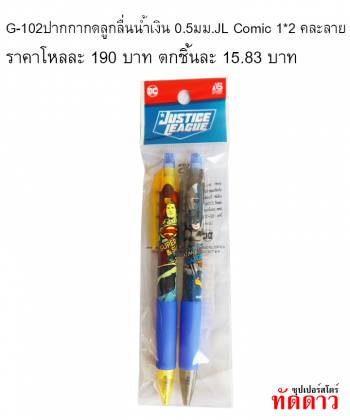 G-102ปากกากดลูกลื่นน้ำเงิน 0.5มม.JL Comic 1*2 คละลาย
ราคาโหลละ 190 บาท ตกชิ้นละ 15.83 บาท
DC
JUSTICE
LEAGUE
SUPER
ซุปเปอร์สโตร์
ทัดดาว